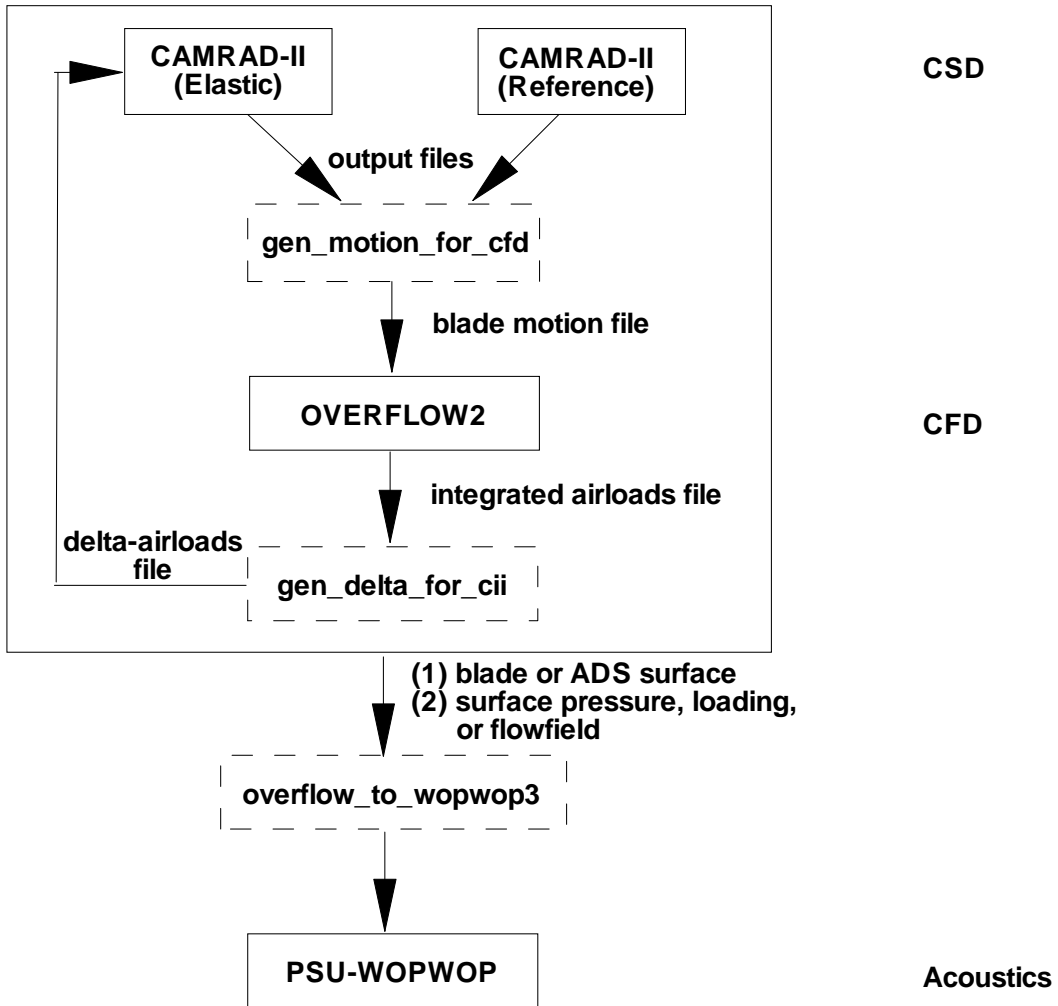 CAMRAD-II
(Elastic)
CAMRAD-II
(Reference)
CSD
output files
gen_motion_for_cfd
blade motion file
OVERFLOW2
CFD
integrated airloads file
delta-airloads
file
gen_delta_for_cii
(1) blade or ADS surface
(2) surface pressure, loading,
or flowfield
overflow_to_wopwop3
PSU-WOPWOP
Acoustics